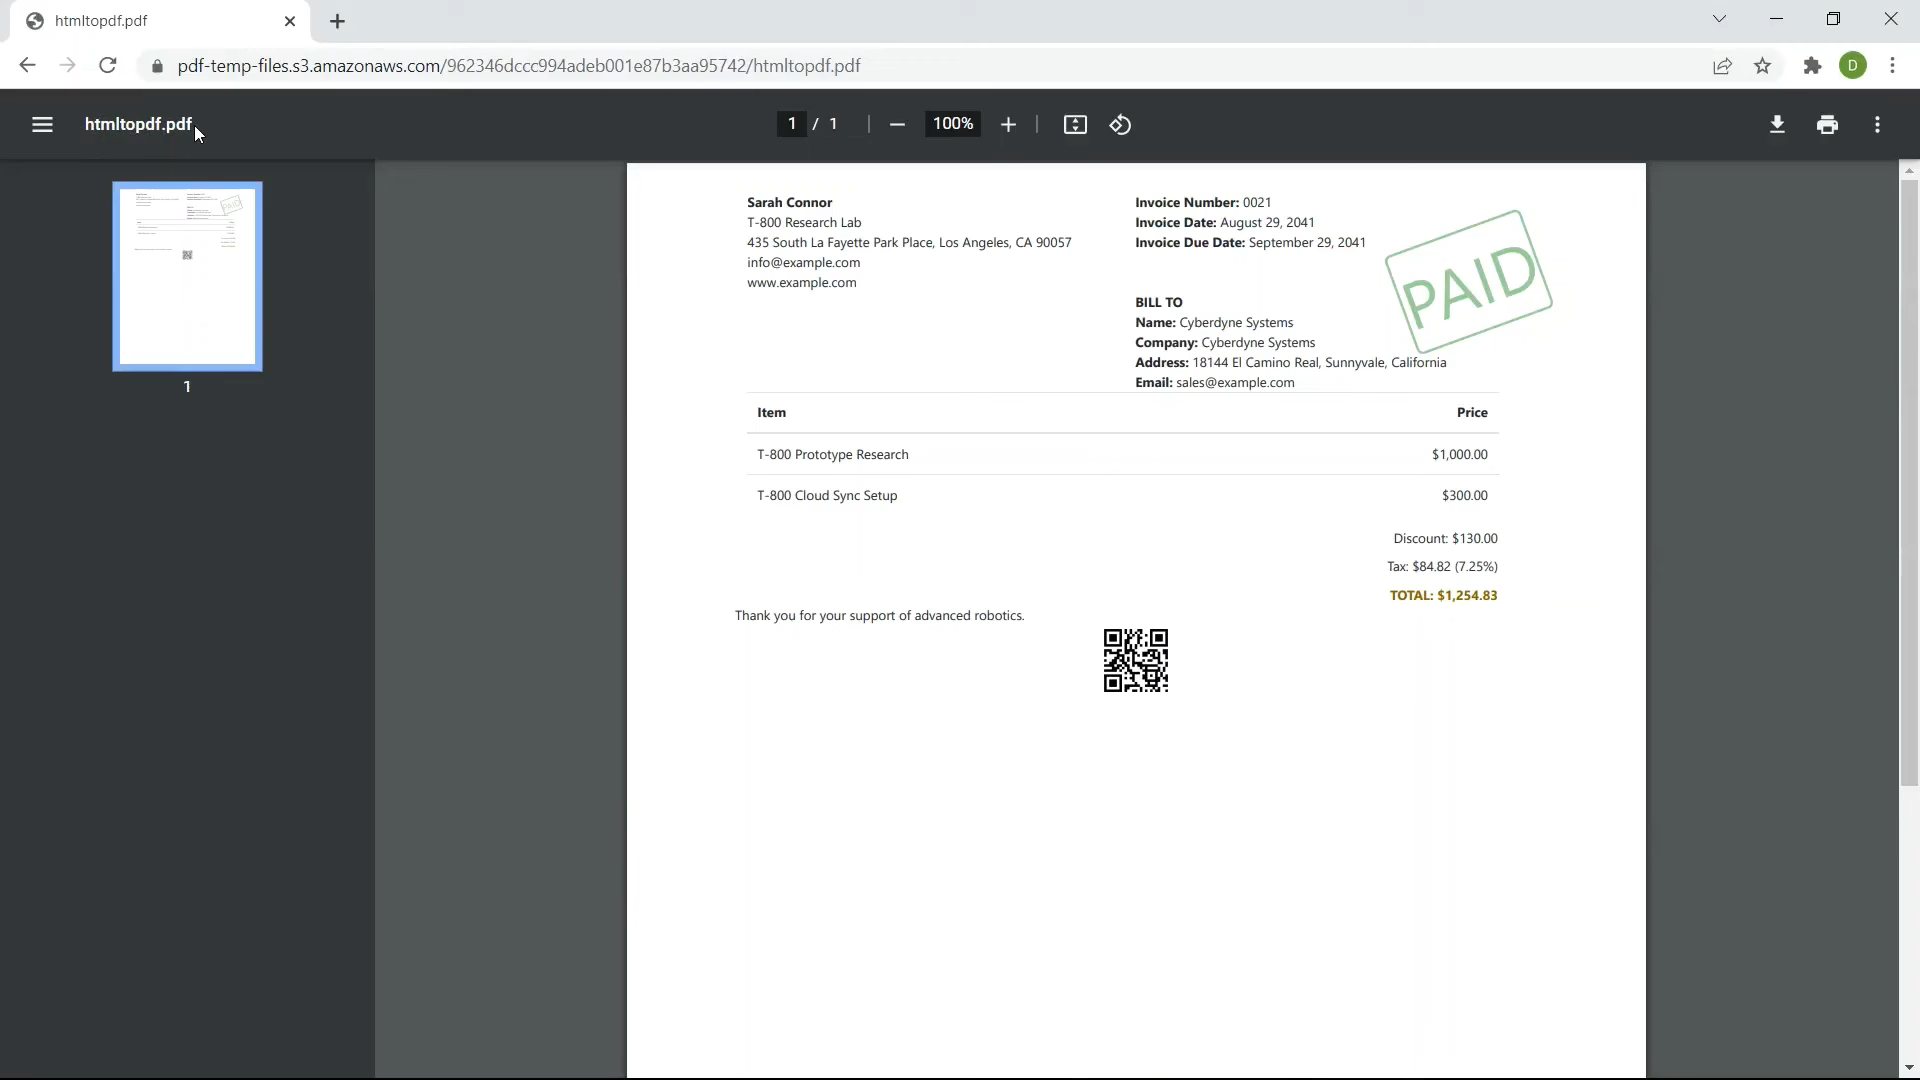 htmltopdf.pdf
pdf-temp-files.s3.amazonaws.com/962346dccc994adeb001e87b3aa95742/htmltopdf.pdf
D
htmltopdf.pdf
1 / 1
100%
1
Sarah Connor
T-800 Research Lab
435 South La Fayette Park Place, Los Angeles, CA 90057
info@example.com
www.example.com
Invoice Number: 0021
Invoice Date: August 29, 2041
Invoice Due Date: September 29, 2041
PAID
BILL TO
Name: Cyberdyne Systems
Company: Cyberdyne Systems
Address: 18144 El Camino Real, Sunnyvale, California
Email: sales@example.com
Item Price
T-800 Prototype Research $1,000.00
T-800 Cloud Sync Setup $300.00
Discount: $130.00
Tax: $84.82 (7.25%)
TOTAL: $1,254.83
Thank you for your support of advanced robotics.